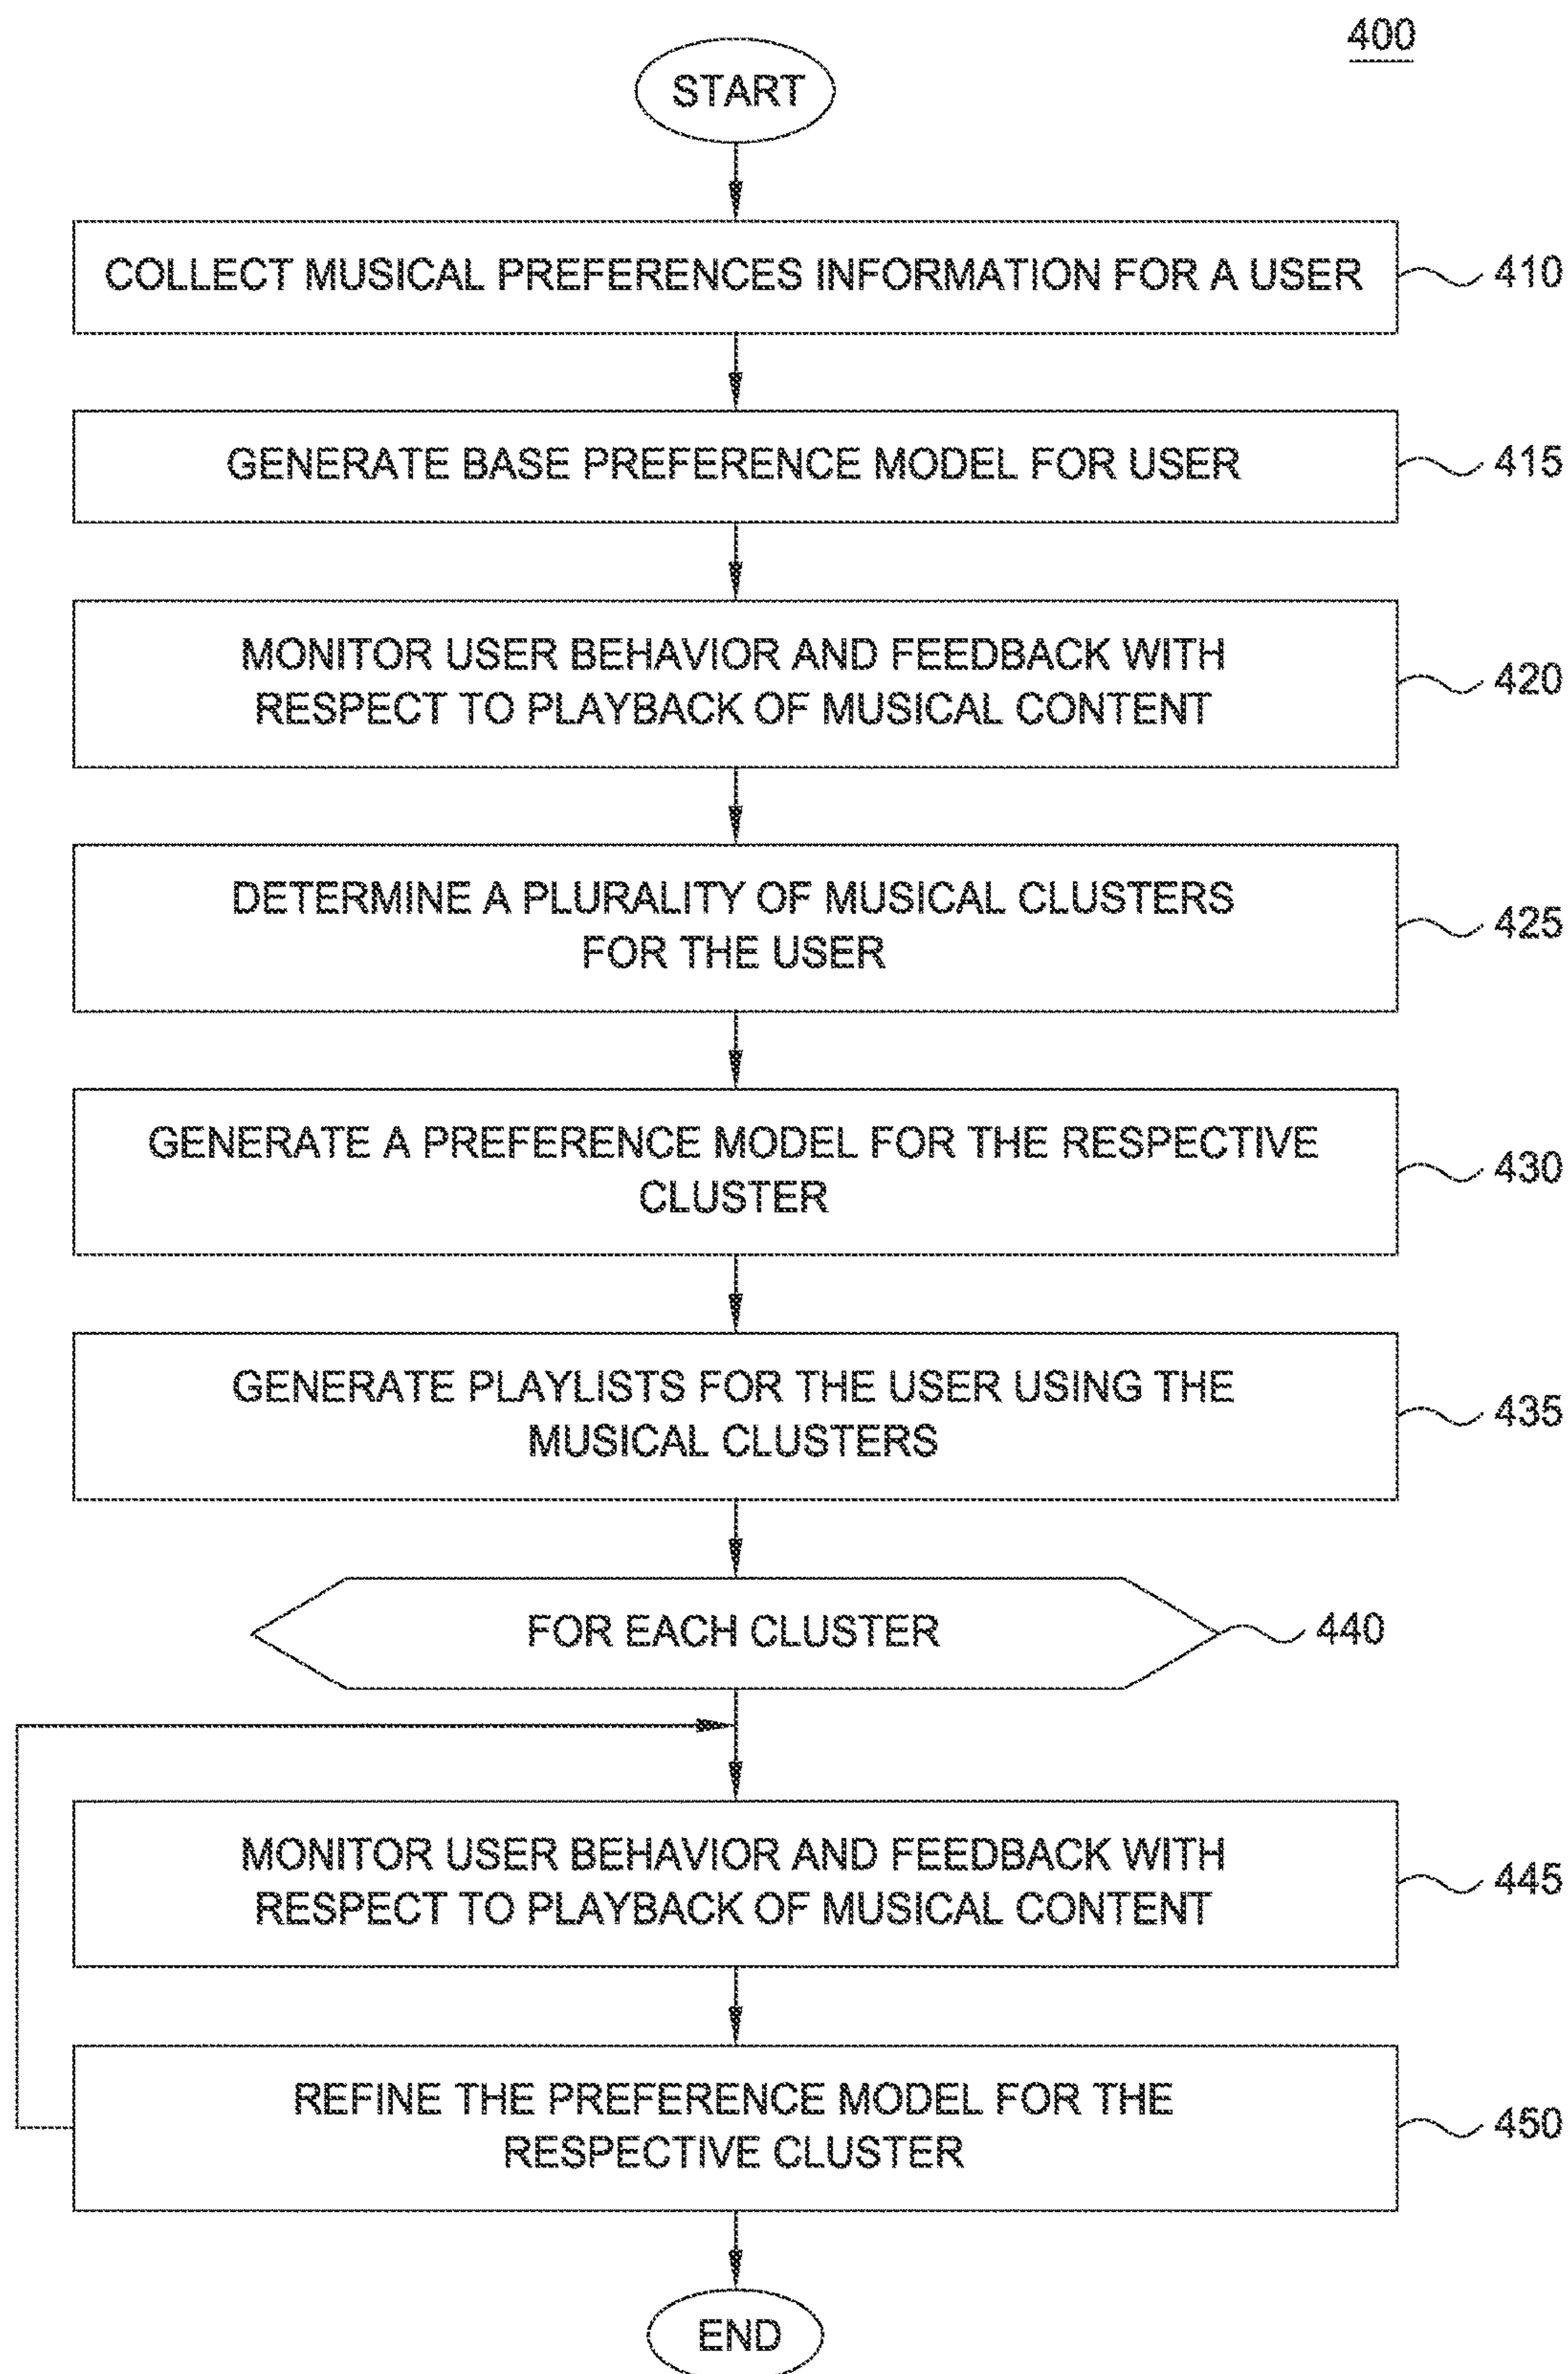 400
START
COLLECT MUSICAL PREFERENCES INFORMATION FOR A USER
410
GENERATE BASE PREFERENCE MODEL FOR USER
415
MONITOR USER BEHAVIOR AND FEEDBACK WITH
RESPECT TO PLAYBACK OF MUSICAL CONTENT
420
DETERMINE A PLURALITY OF MUSICAL CLUSTERS
FOR THE USER
425
GENERATE A PREFERENCE MODEL FOR THE RESPECTIVE
CLUSTER
430
GENERATE PLAYLISTS FOR THE USER USING THE
MUSICAL CLUSTERS
435
FOR EACH CLUSTER
440
MONITOR USER BEHAVIOR AND FEEDBACK WITH
RESPECT TO PLAYBACK OF MUSICAL CONTENT
445
REFINE THE PREFERENCE MODEL FOR THE
RESPECTIVE CLUSTER
450
END